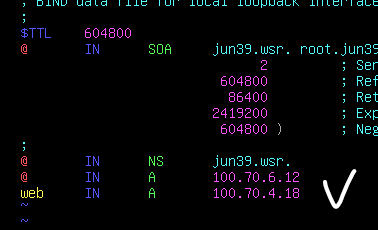 ; BIND data file for local loopback interface
;
$TTL 604800
@ IN SOA jun39.wsr. root.jun39
2 ; Ser
604800 ; Ref
86400 ; Ret
2419200 ; Exp
604800 ) ; Neg
;
@ IN NS jun39.wsr.
@ IN A 100.70.6.12
web IN A 100.70.4.18
~
~